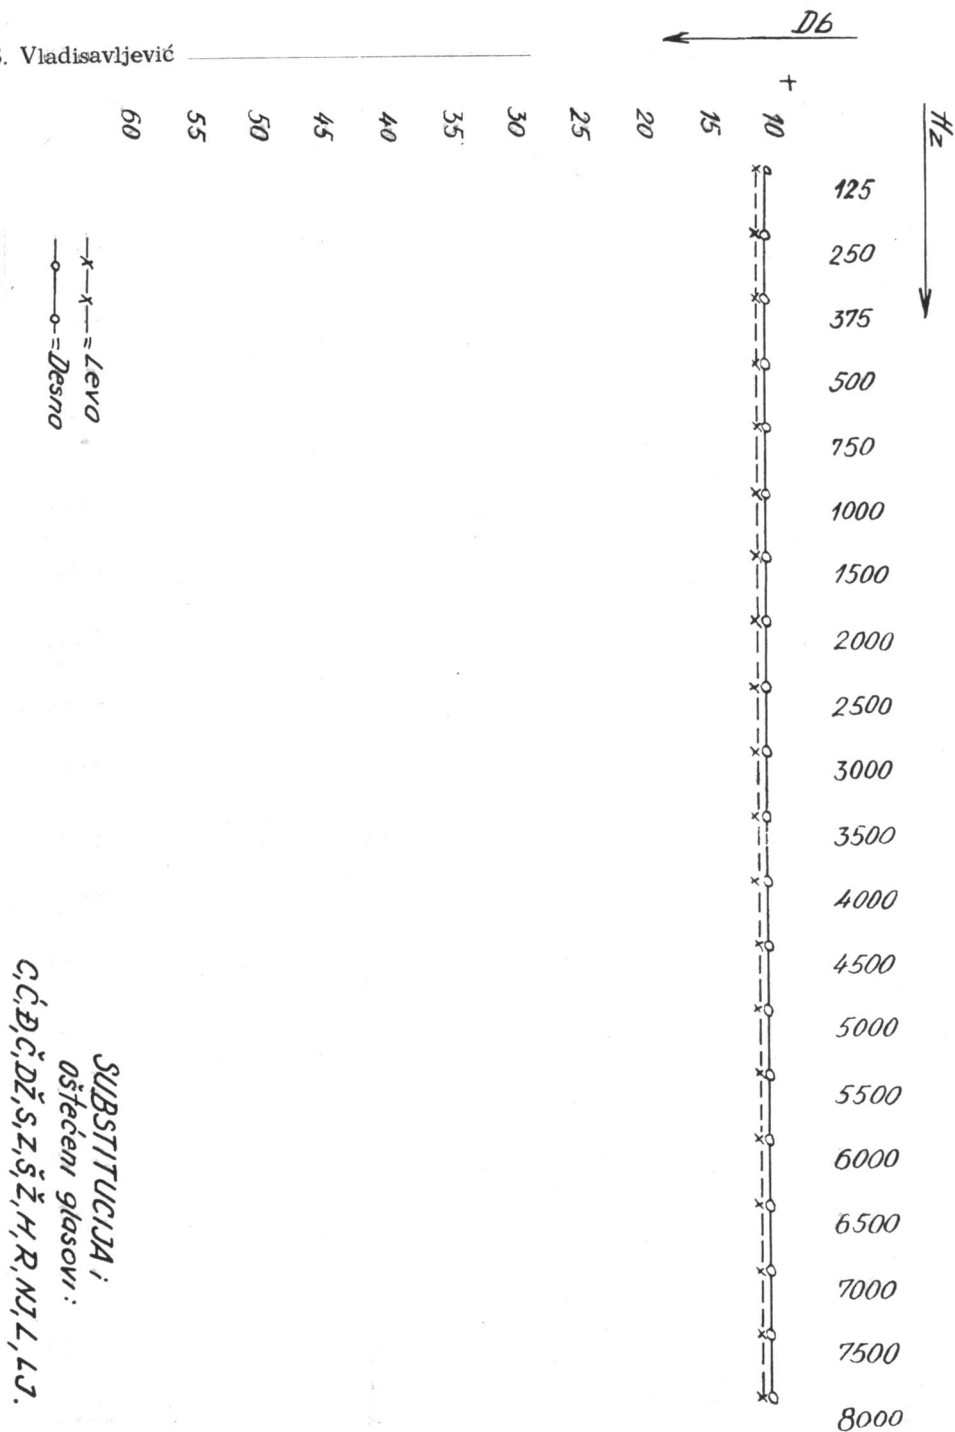 Vladisavljević
Db
Hz
+
60 55 50 45 40 35 30 25 20 15 10
125
250
375
500
750
1000
1500
2000
2500
3000
3500
4000
4500
5000
5500
6000
6500
7000
7500
8000
—x—x— = Levo
—o—o— = Desno
SUBSTITUCIJA i
oštećeni glasovi:
C,Ć,Đ,Č,DŽ,S,Z,Š,Ž,H,R,NJ,L,LJ.